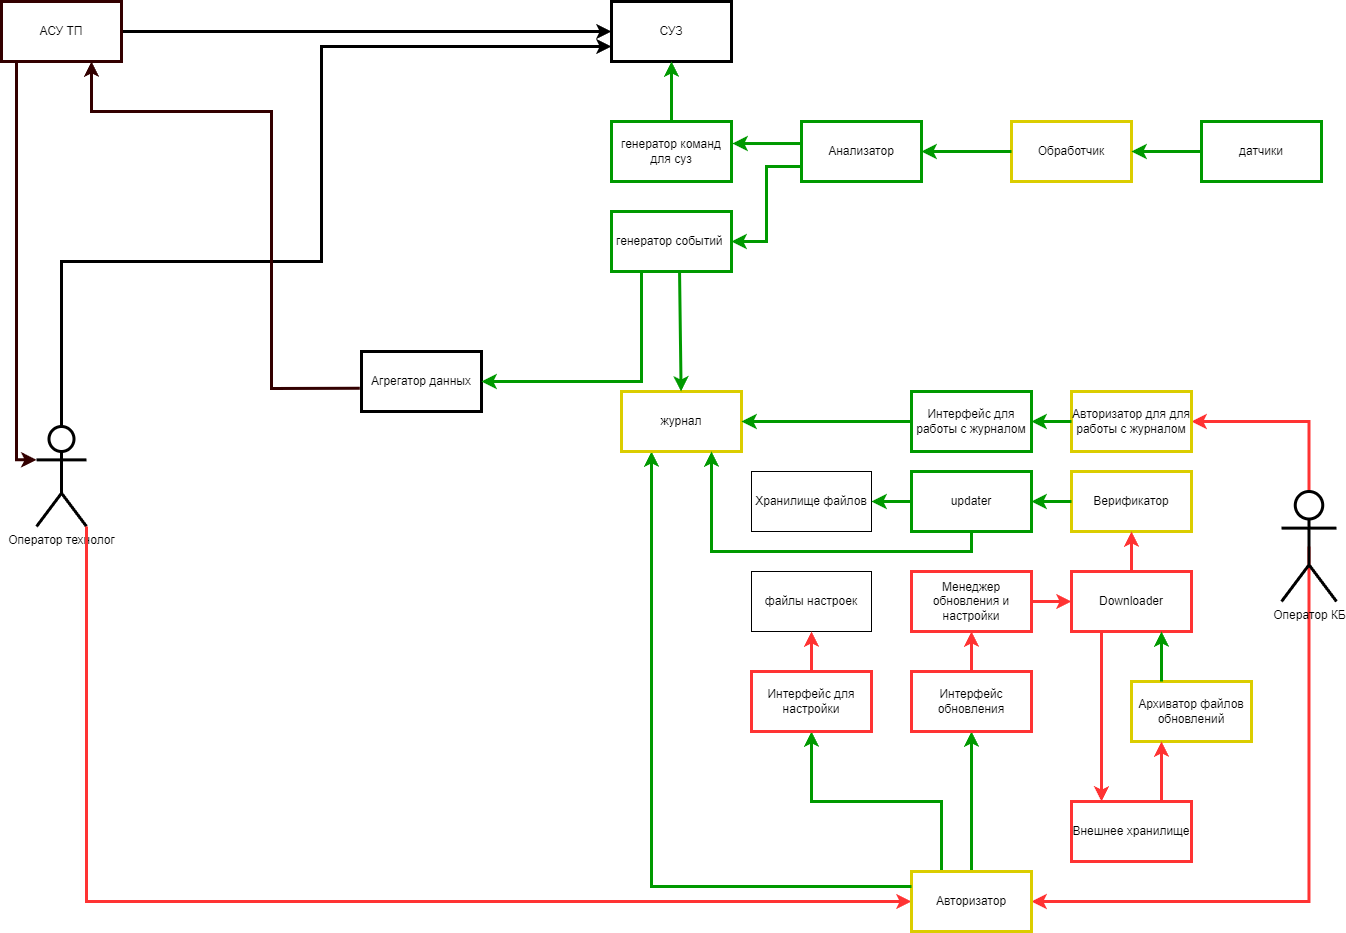 АСУ ТП
СУЗ
генератор команд
для суз
Анализатор
Обработчик
датчики
генератор событий
Агрегатор данных
журнал
Интерфейс для
работы с журналом
Авторизатор для для
работы с журналом
Хранилище файлов
updater
Верификатор
Оператор технолог
файлы настроек
Менеджер
обновления и
настройки
Downloader
Оператор КБ
Интерфейс для
настройки
Интерфейс
обновления
Архиватор файлов
обновлений
Внешнее хранилище
Авторизатор